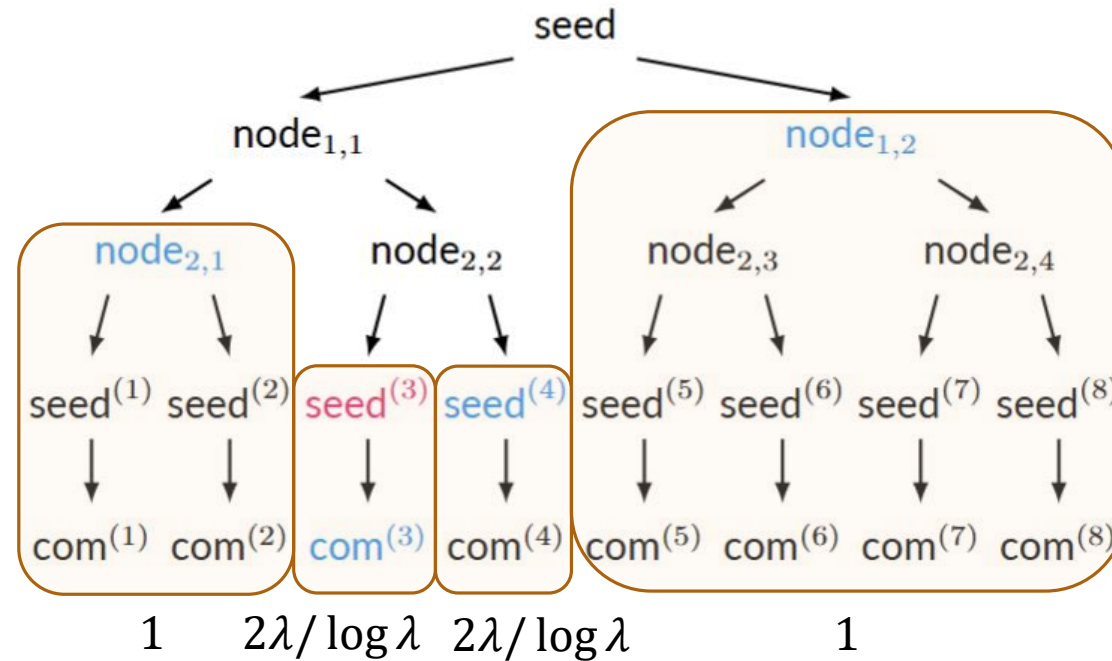 seed
node₁,₁ node₁,₂
node₂,₁ node₂,₂ node₂,₃ node₂,₄
seed⁽¹⁾ seed⁽²⁾ seed⁽³⁾ seed⁽⁴⁾ seed⁽⁵⁾ seed⁽⁶⁾ seed⁽⁷⁾ seed⁽⁸⁾
com⁽¹⁾ com⁽²⁾ com⁽³⁾ com⁽⁴⁾ com⁽⁵⁾ com⁽⁶⁾ com⁽⁷⁾ com⁽⁸⁾
1 2λ/ log λ 2λ/ log λ 1